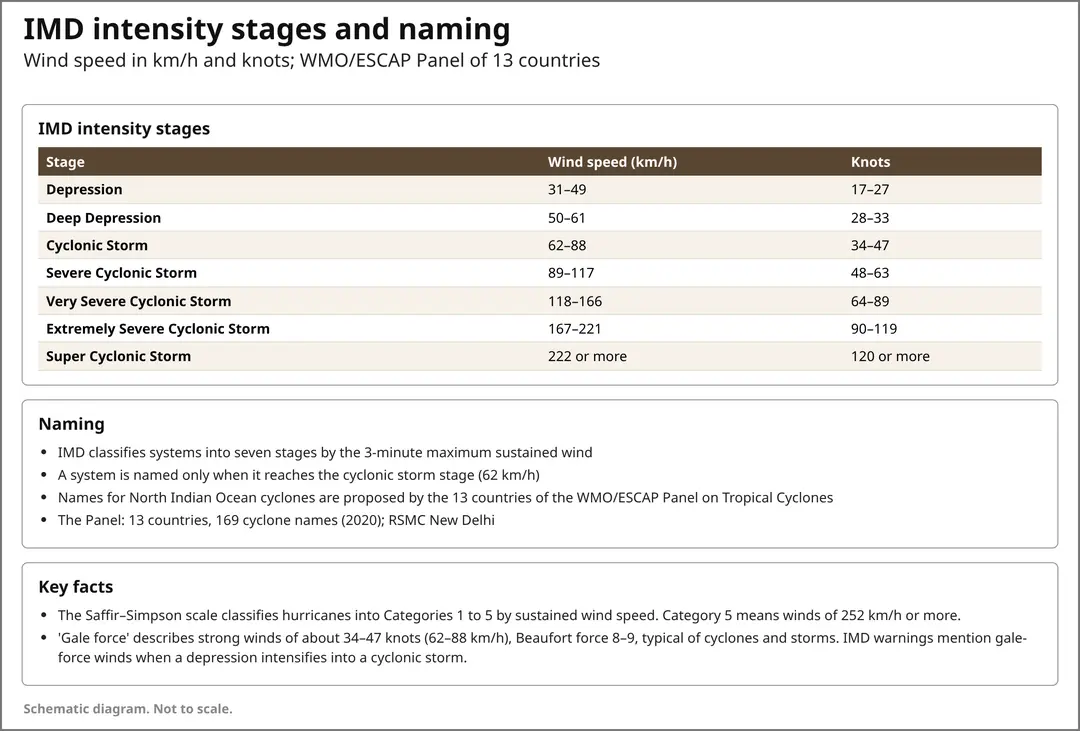 IMD intensity stages and naming
Wind speed in km/h and knots; WMO/ESCAP Panel of 13 countries
IMD intensity stages
Stage Wind speed (km/h) Knots
Depression 31–49 17–27
Deep Depression 50–61 28–33
Cyclonic Storm 62–88 34–47
Severe Cyclonic Storm 89–117 48–63
Very Severe Cyclonic Storm 118–166 64–89
Extremely Severe Cyclonic Storm 167–221 90–119
Super Cyclonic Storm 222 or more 120 or more
Naming
• IMD classifies systems into seven stages by the 3-minute maximum sustained wind
• A system is named only when it reaches the cyclonic storm stage (62 km/h)
• Names for North Indian Ocean cyclones are proposed by the 13 countries of the WMO/ESCAP Panel on Tropical Cyclones
• The Panel: 13 countries, 169 cyclone names (2020); RSMC New Delhi
Key facts
• The Saffir–Simpson scale classifies hurricanes into Categories 1 to 5 by sustained wind speed. Category 5 means winds of 252 km/h or more.
• 'Gale force' describes strong winds of about 34–47 knots (62–88 km/h), Beaufort force 8–9, typical of cyclones and storms. IMD warnings mention gale-
force winds when a depression intensifies into a cyclonic storm.
Schematic diagram. Not to scale.